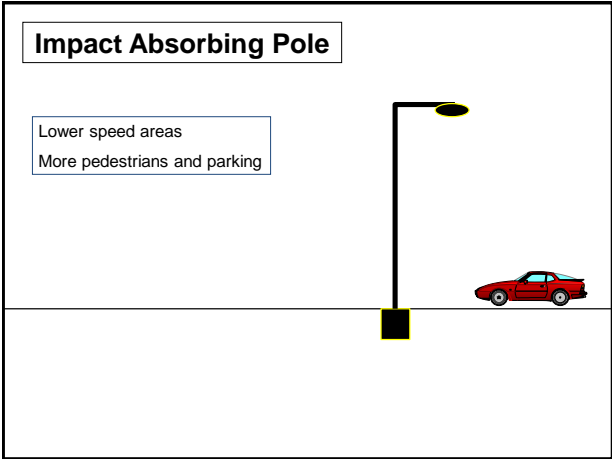 Impact Absorbing Pole
Lower speed areas
More pedestrians and parking